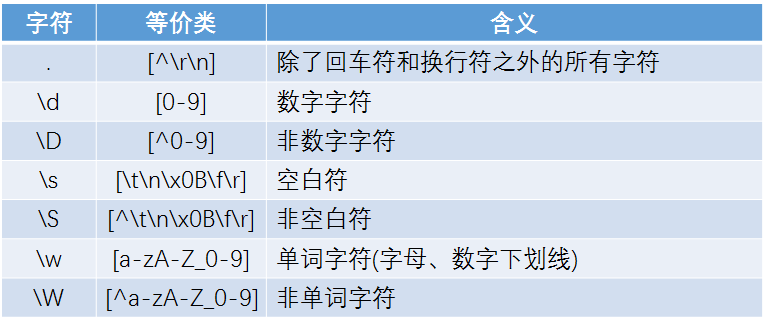 字符 等价类 含义
. [^\r\n] 除了回车符和换行符之外的所有字符
\d [0-9] 数字字符
\D [^0-9] 非数字字符
\s [\t\n\x0B\f\r] 空白符
\S [^\t\n\x0B\f\r] 非空白符
\w [a-zA-Z_0-9] 单词字符(字母、数字下划线)
\W [^a-zA-Z_0-9] 非单词字符